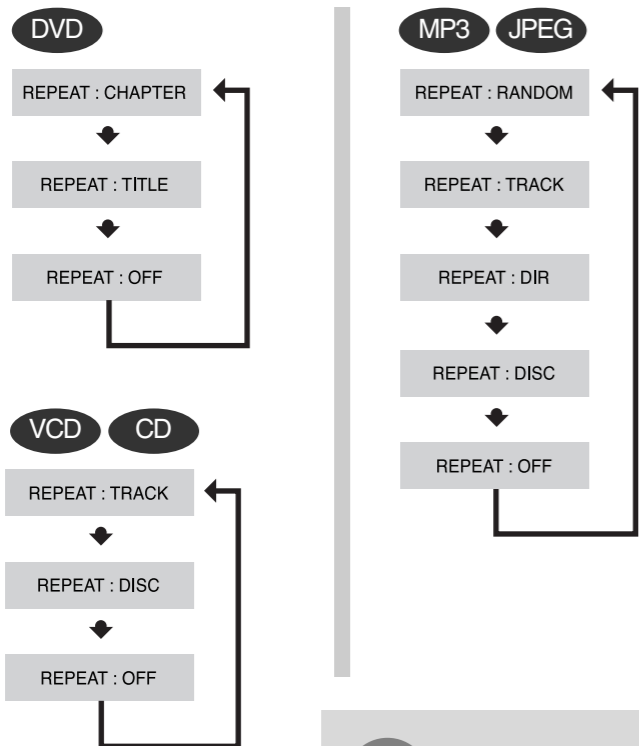 DVD
REPEAT : CHAPTER
REPEAT : TITLE
REPEAT : OFF
VCD CD
REPEAT : TRACK
REPEAT : DISC
REPEAT : OFF
MP3 JPEG
REPEAT : RANDOM
REPEAT : TRACK
REPEAT : DIR
REPEAT : DISC
REPEAT : OFF